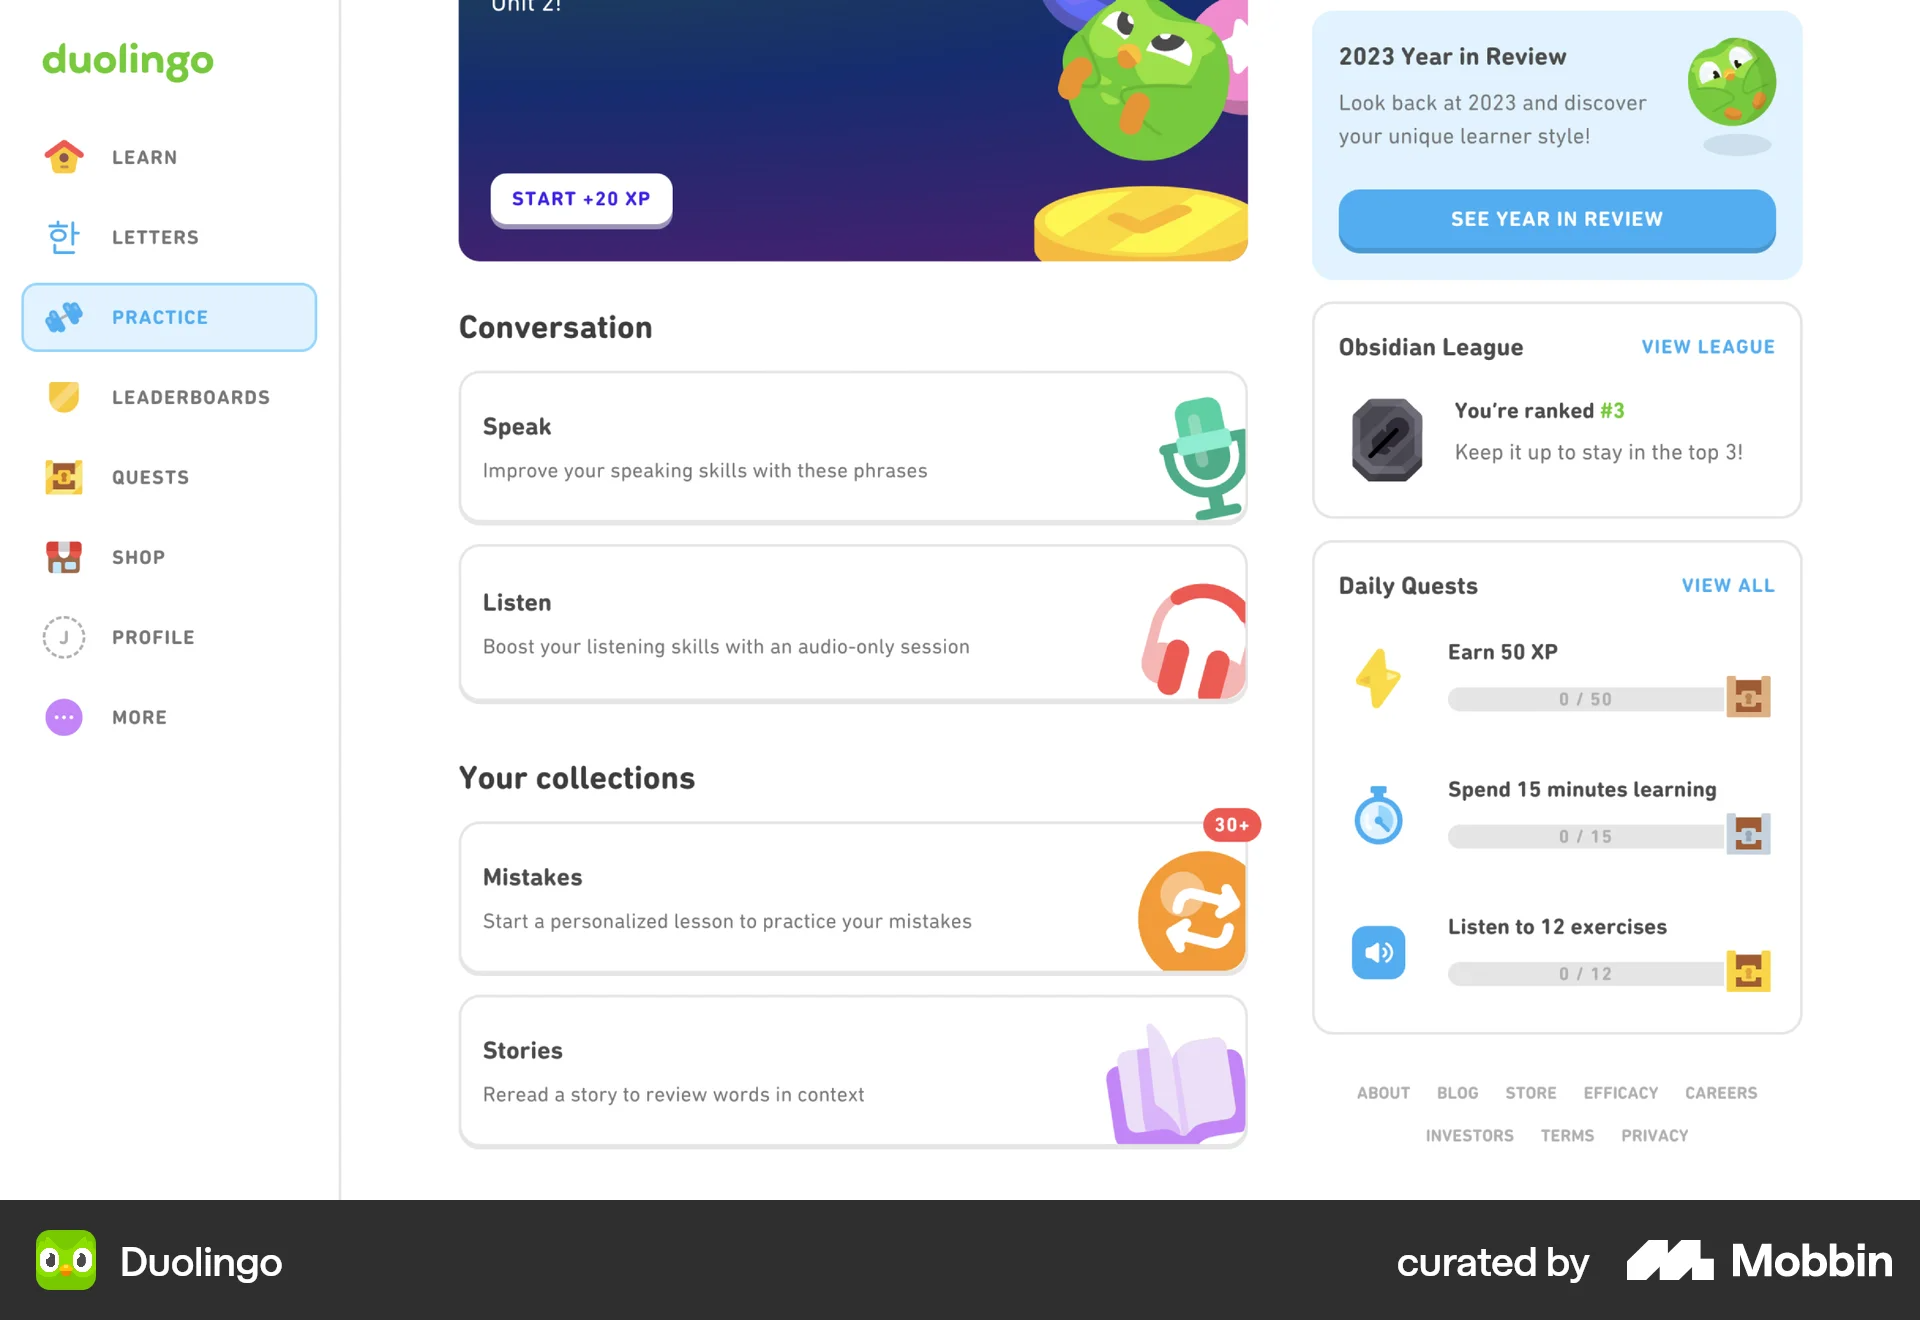 duolingo
LEARN
한
LETTERS
PRACTICE
LEADERBOARDS
QUESTS
SHOP
J
PROFILE
MORE
Unit 2!
START +20 XP
Conversation
Speak
Improve your speaking skills with these phrases
Listen
Boost your listening skills with an audio-only session
Your collections
30+
Mistakes
Start a personalized lesson to practice your mistakes
Stories
Reread a story to review words in context
2023 Year in Review
Look back at 2023 and discover
your unique learner style!
SEE YEAR IN REVIEW
Obsidian League
VIEW LEAGUE
You’re ranked #3
Keep it up to stay in the top 3!
Daily Quests
VIEW ALL
Earn 50 XP
0 / 50
Spend 15 minutes learning
0 / 15
Listen to 12 exercises
0 / 12
ABOUT BLOG STORE EFFICACY CAREERS
INVESTORS TERMS PRIVACY
Duolingo
curated by Mobbin